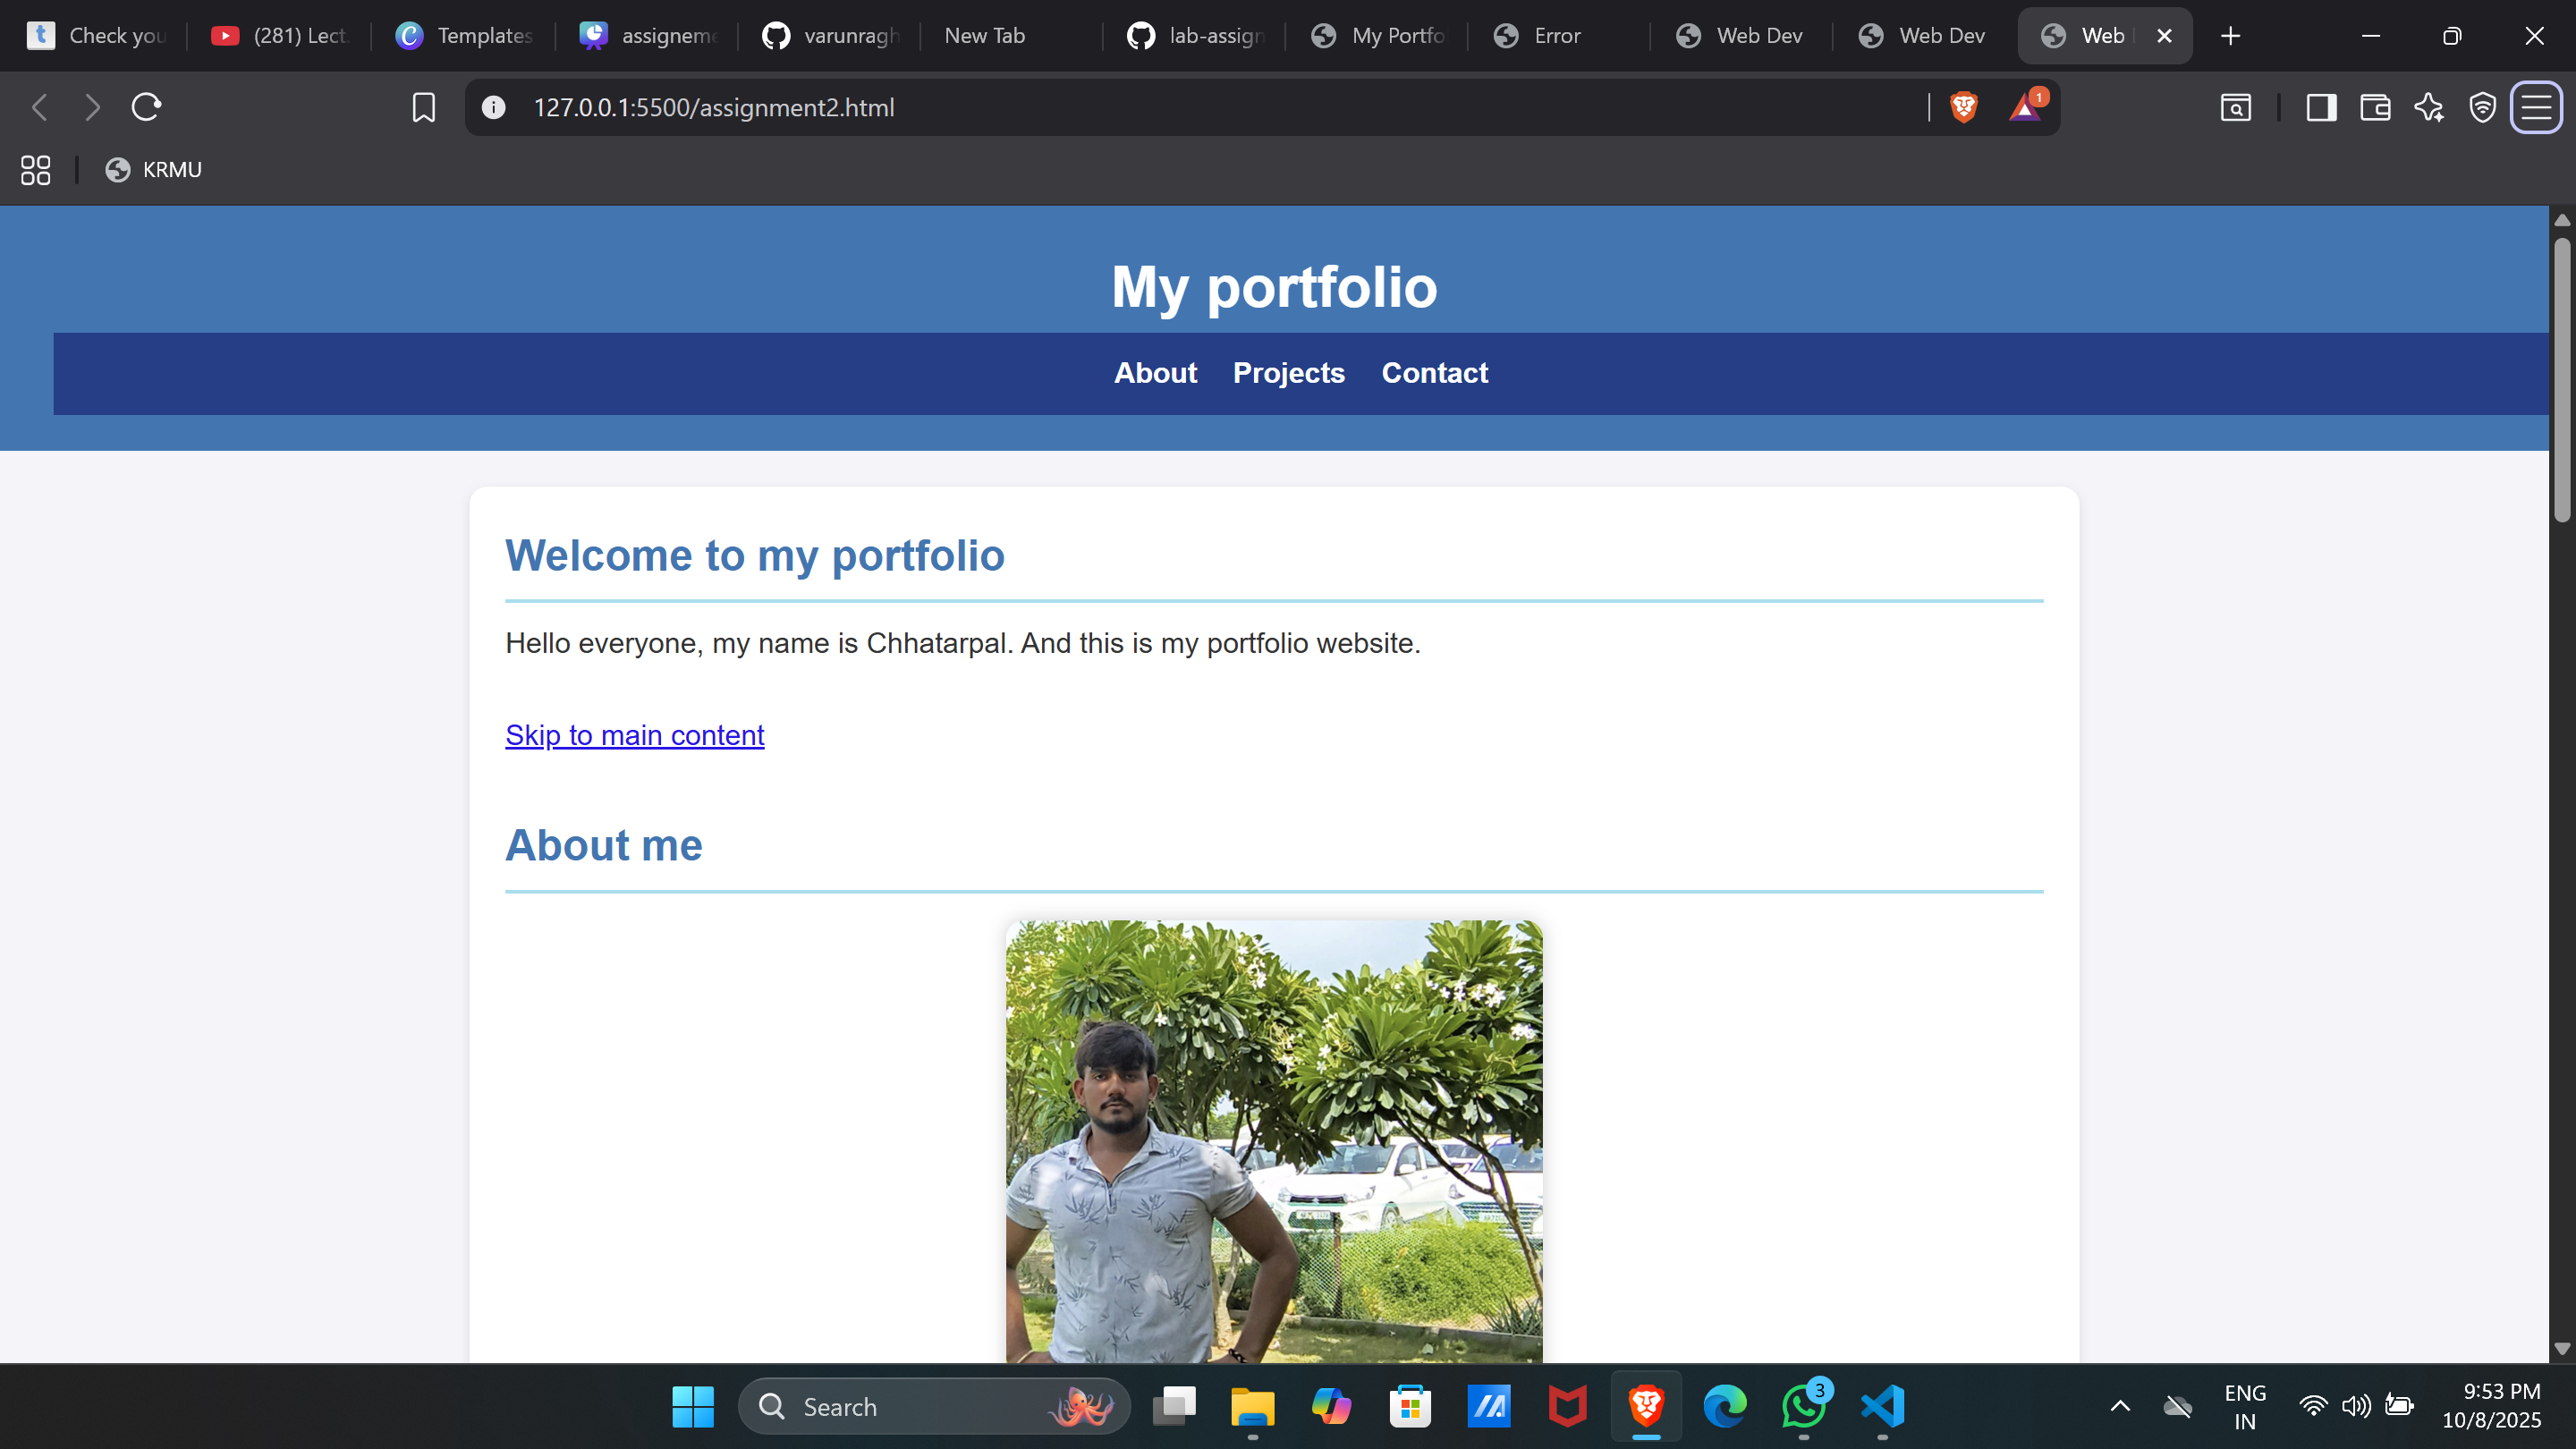 Check you
(281) Lect
Templates
assigneme
varunragh
New Tab
lab-assign
My Portfo
Error
Web Dev
Web Dev
Web
127.0.0.1:5500/assignment2.html
1
KRMU
My portfolio
About Projects Contact
Welcome to my portfolio
Hello everyone, my name is Chhatarpal. And this is my portfolio website.
Skip to main content
About me
Search
3
ENG
IN
9:53 PM
10/8/2025